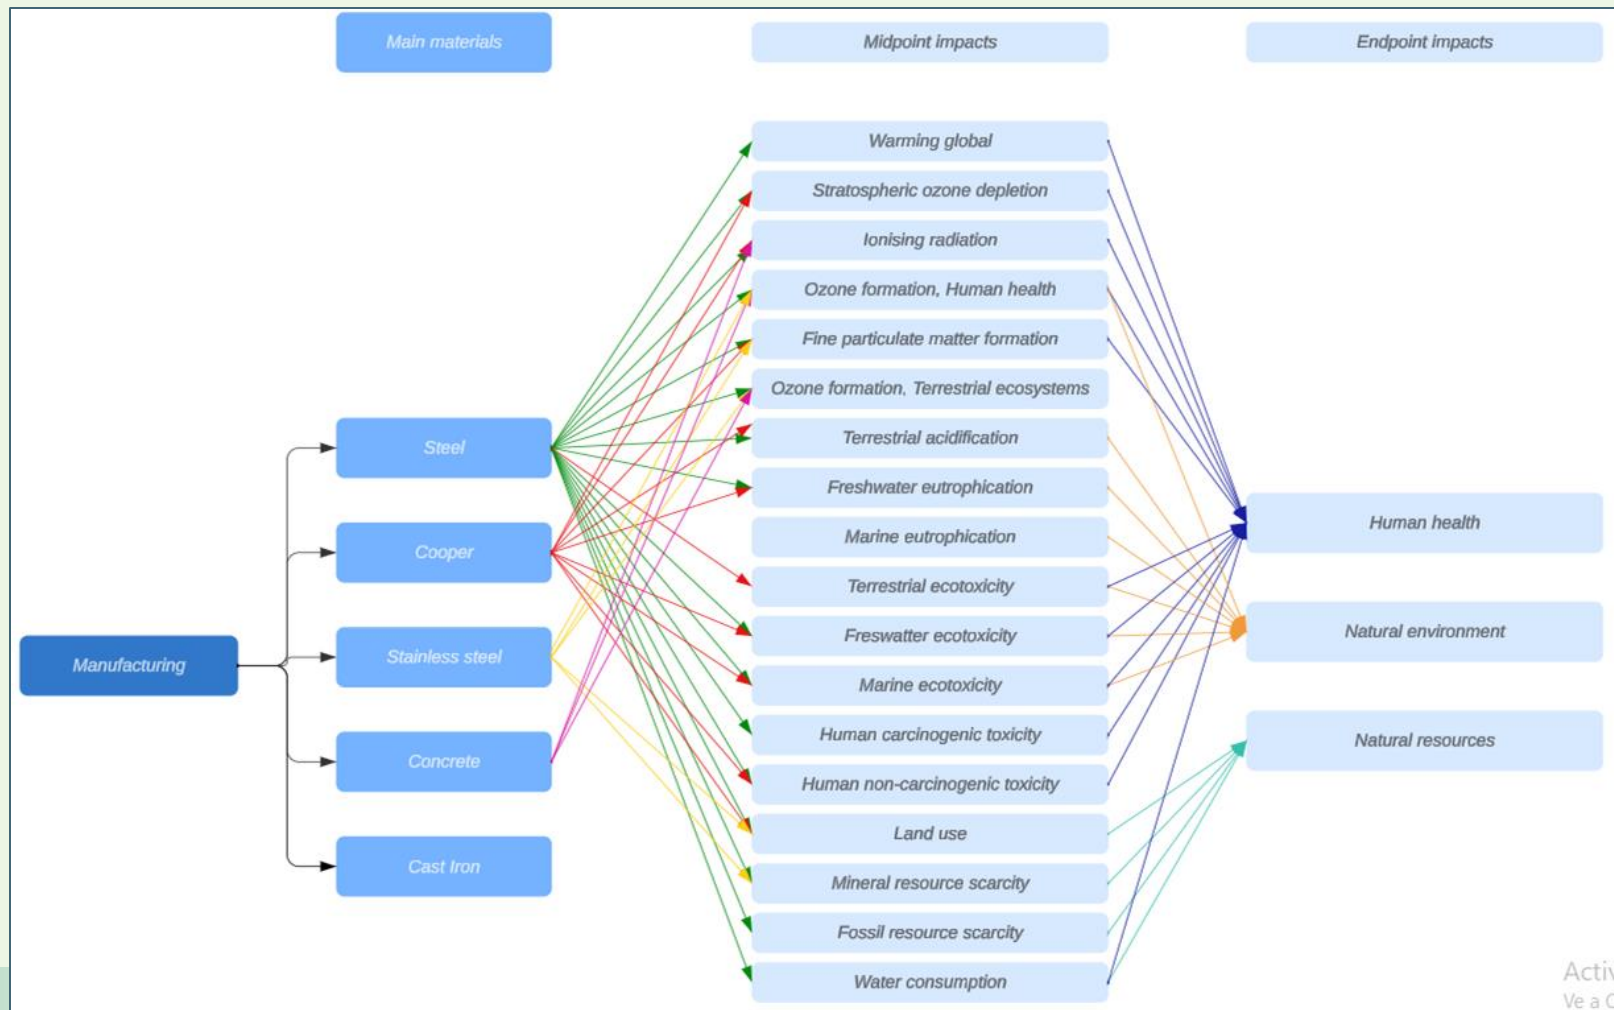 Main materials
Midpoint impacts
Endpoint impacts
Warming global
Stratospheric ozone depletion
Ionising radiation
Ozone formation, Human health
Fine particulate matter formation
Ozone formation, Terrestrial ecosystems
Terrestrial acidification
Freshwater eutrophication
Marine eutrophication
Terrestrial ecotoxicity
Freswatter ecotoxicity
Marine ecotoxicity
Human carcinogenic toxicity
Human non-carcinogenic toxicity
Land use
Mineral resource scarcity
Fossil resource scarcity
Water consumption
Steel
Cooper
Stainless steel
Concrete
Cast Iron
Manufacturing
Human health
Natural environment
Natural resources
Activ
Ve a C